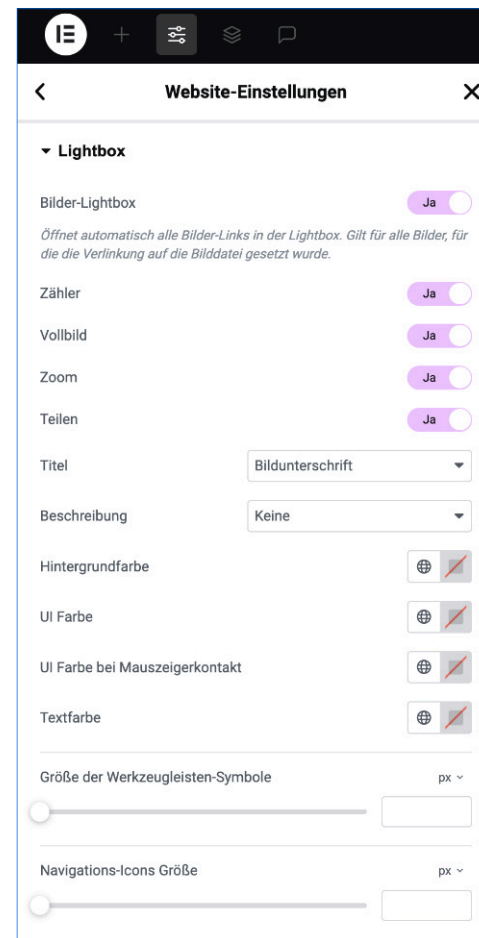 Website-Einstellungen
Lightbox
Bilder-Lightbox
Ja
Öffnet automatisch alle Bilder-Links in der Lightbox. Gilt für alle Bilder, für
die die Verlinkung auf die Bilddatei gesetzt wurde.
Zähler
Ja
Vollbild
Ja
Zoom
Ja
Teilen
Ja
Titel
Bildunterschrift
Beschreibung
Keine
Hintergrundfarbe
UI Farbe
UI Farbe bei Mauszeigerkontakt
Textfarbe
Größe der Werkzeugleisten-Symbole
px
Navigations-Icons Größe
px